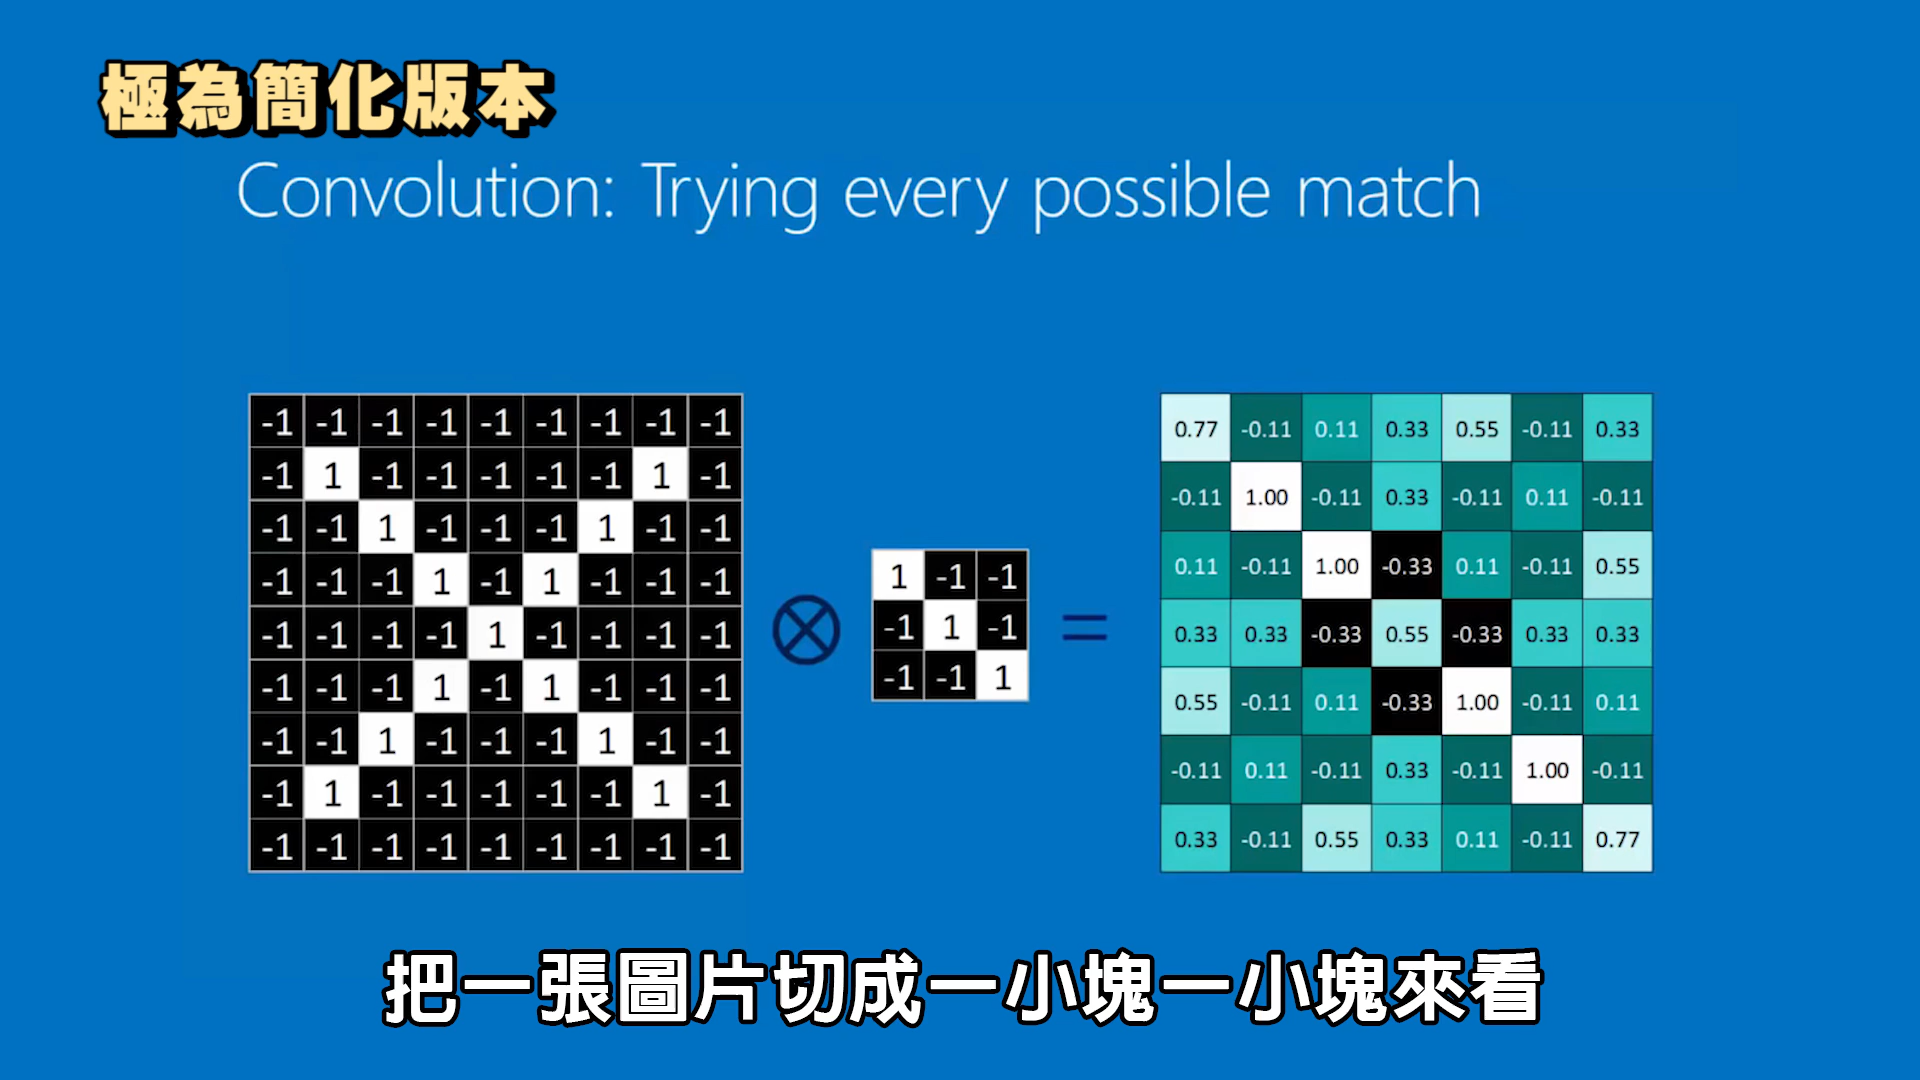 極為簡化版本
Convolution: Trying every possible match
-1 -1 -1 -1 -1 -1 -1 -1 -1
-1 1 -1 -1 -1 -1 -1 1 -1
-1 -1 1 -1 -1 -1 1 -1 -1
-1 -1 -1 1 -1 1 -1 -1 -1
-1 -1 -1 -1 1 -1 -1 -1 -1
-1 -1 -1 1 -1 1 -1 -1 -1
-1 -1 1 -1 -1 -1 1 -1 -1
-1 1 -1 -1 -1 -1 -1 1 -1
-1 -1 -1 -1 -1 -1 -1 -1 -1
⊗
1 -1 -1
-1 1 -1
-1 -1 1
=
0.77 -0.11 0.11 0.33 0.55 -0.11 0.33
-0.11 1.00 -0.11 0.33 -0.11 0.11 -0.11
0.11 -0.11 1.00 -0.33 0.11 -0.11 0.55
0.33 0.33 -0.33 0.55 -0.33 0.33 0.33
0.55 -0.11 0.11 -0.33 1.00 -0.11 0.11
-0.11 0.11 -0.11 0.33 -0.11 1.00 -0.11
0.33 -0.11 0.55 0.33 0.11 -0.11 0.77
把一張圖片切成一小塊一小塊來看